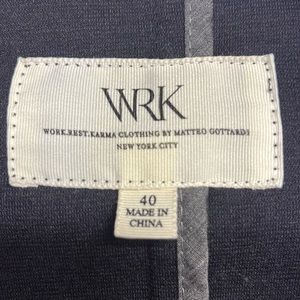 WRK
WORK.REST.KARMA CLOTHING BY MATTEO GOTTARDI
NEW YORK CITY
40
MADE IN
CHINA